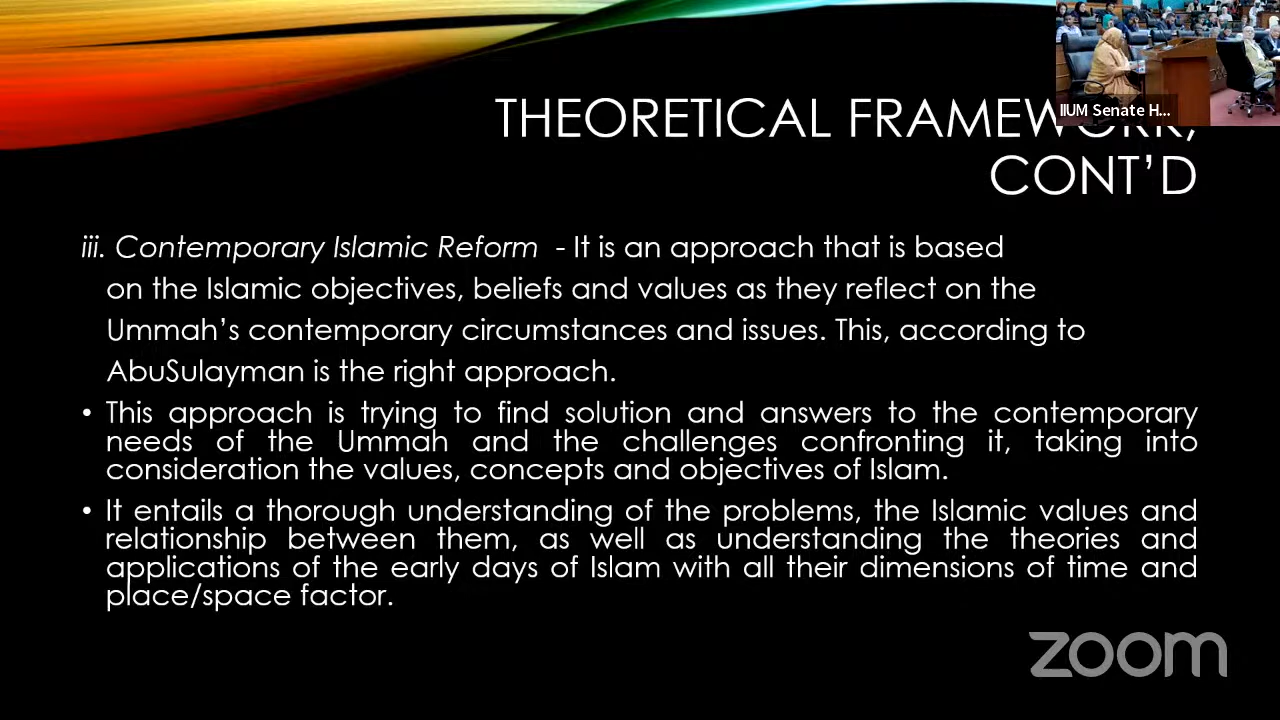 IIUM Senate H...
THEORETICAL FRAMEWORK,
CONT'D
iii. Contemporary Islamic Reform - It is an approach that is based
on the Islamic objectives, beliefs and values as they reflect on the
Ummah's contemporary circumstances and issues. This, according to
AbuSulayman is the right approach.
• This approach is trying to find solution and answers to the contemporary
needs of the Ummah and the challenges confronting it, taking into
consideration the values, concepts and objectives of Islam.
• It entails a thorough understanding of the problems, the Islamic values and
relationship between them, as well as understanding the theories and
applications of the early days of Islam with all their dimensions of time and
place/space factor.
zoom